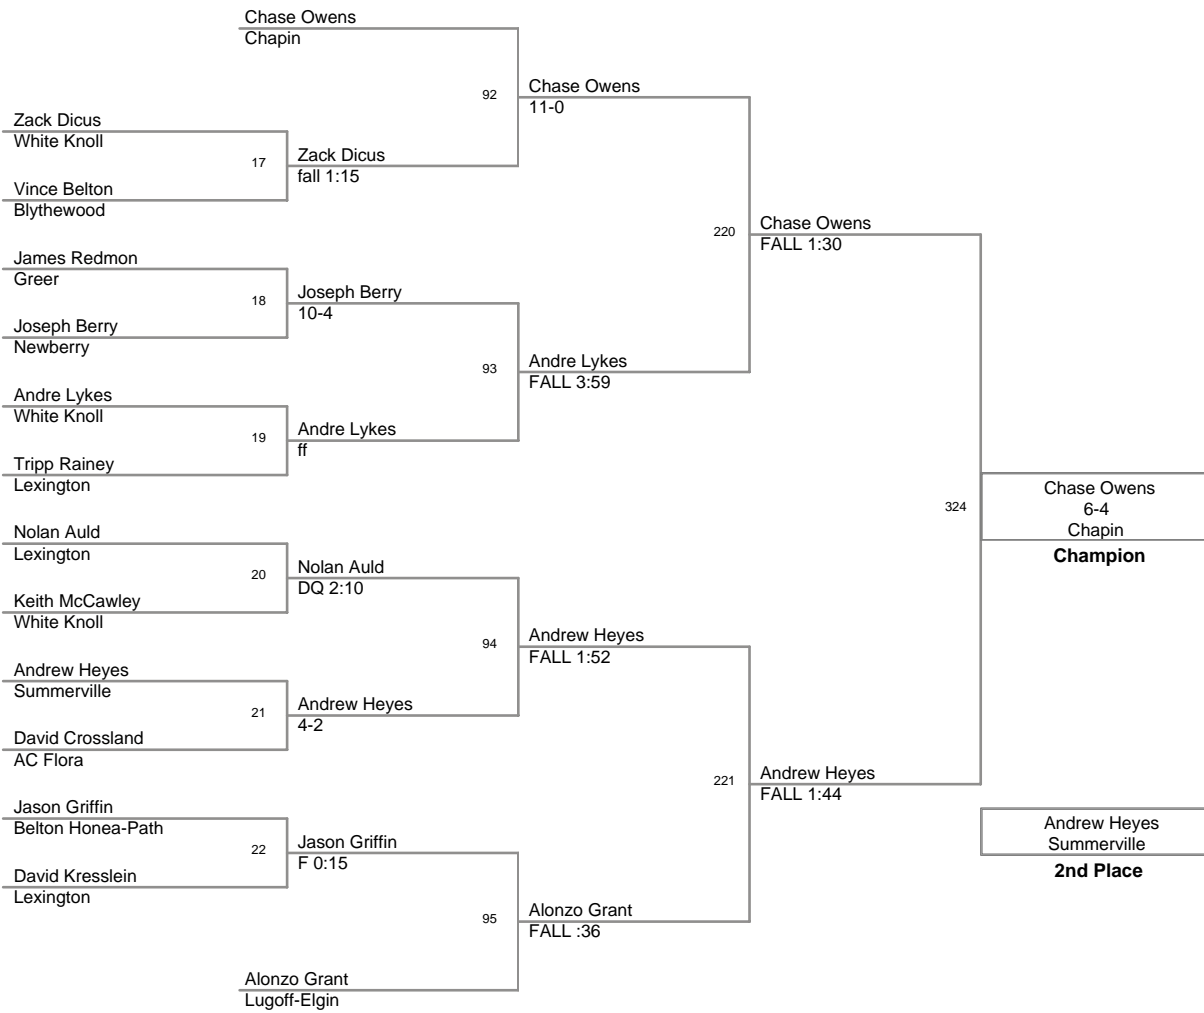 Chase Owens
Chapin
92
Chase Owens
11-0
Zack Dicus
White Knoll
17
Zack Dicus
fall 1:15
Vince Belton
Blythewood
220
Chase Owens
FALL 1:30
James Redmon
Greer
18
Joseph Berry
10-4
Joseph Berry
Newberry
93
Andre Lykes
FALL 3:59
Andre Lykes
White Knoll
19
Andre Lykes
ff
Tripp Rainey
Lexington
324
Chase Owens
6-4
Chapin
Champion
Nolan Auld
Lexington
20
Nolan Auld
DQ 2:10
Keith McCawley
White Knoll
94
Andrew Heyes
FALL 1:52
Andrew Heyes
Summerville
21
Andrew Heyes
4-2
David Crossland
AC Flora
221
Andrew Heyes
FALL 1:44
Jason Griffin
Belton Honea-Path
22
Jason Griffin
F 0:15
David Kresslein
Lexington
Andrew Heyes
Summerville
2nd Place
95
Alonzo Grant
FALL :36
Alonzo Grant
Lugoff-Elgin